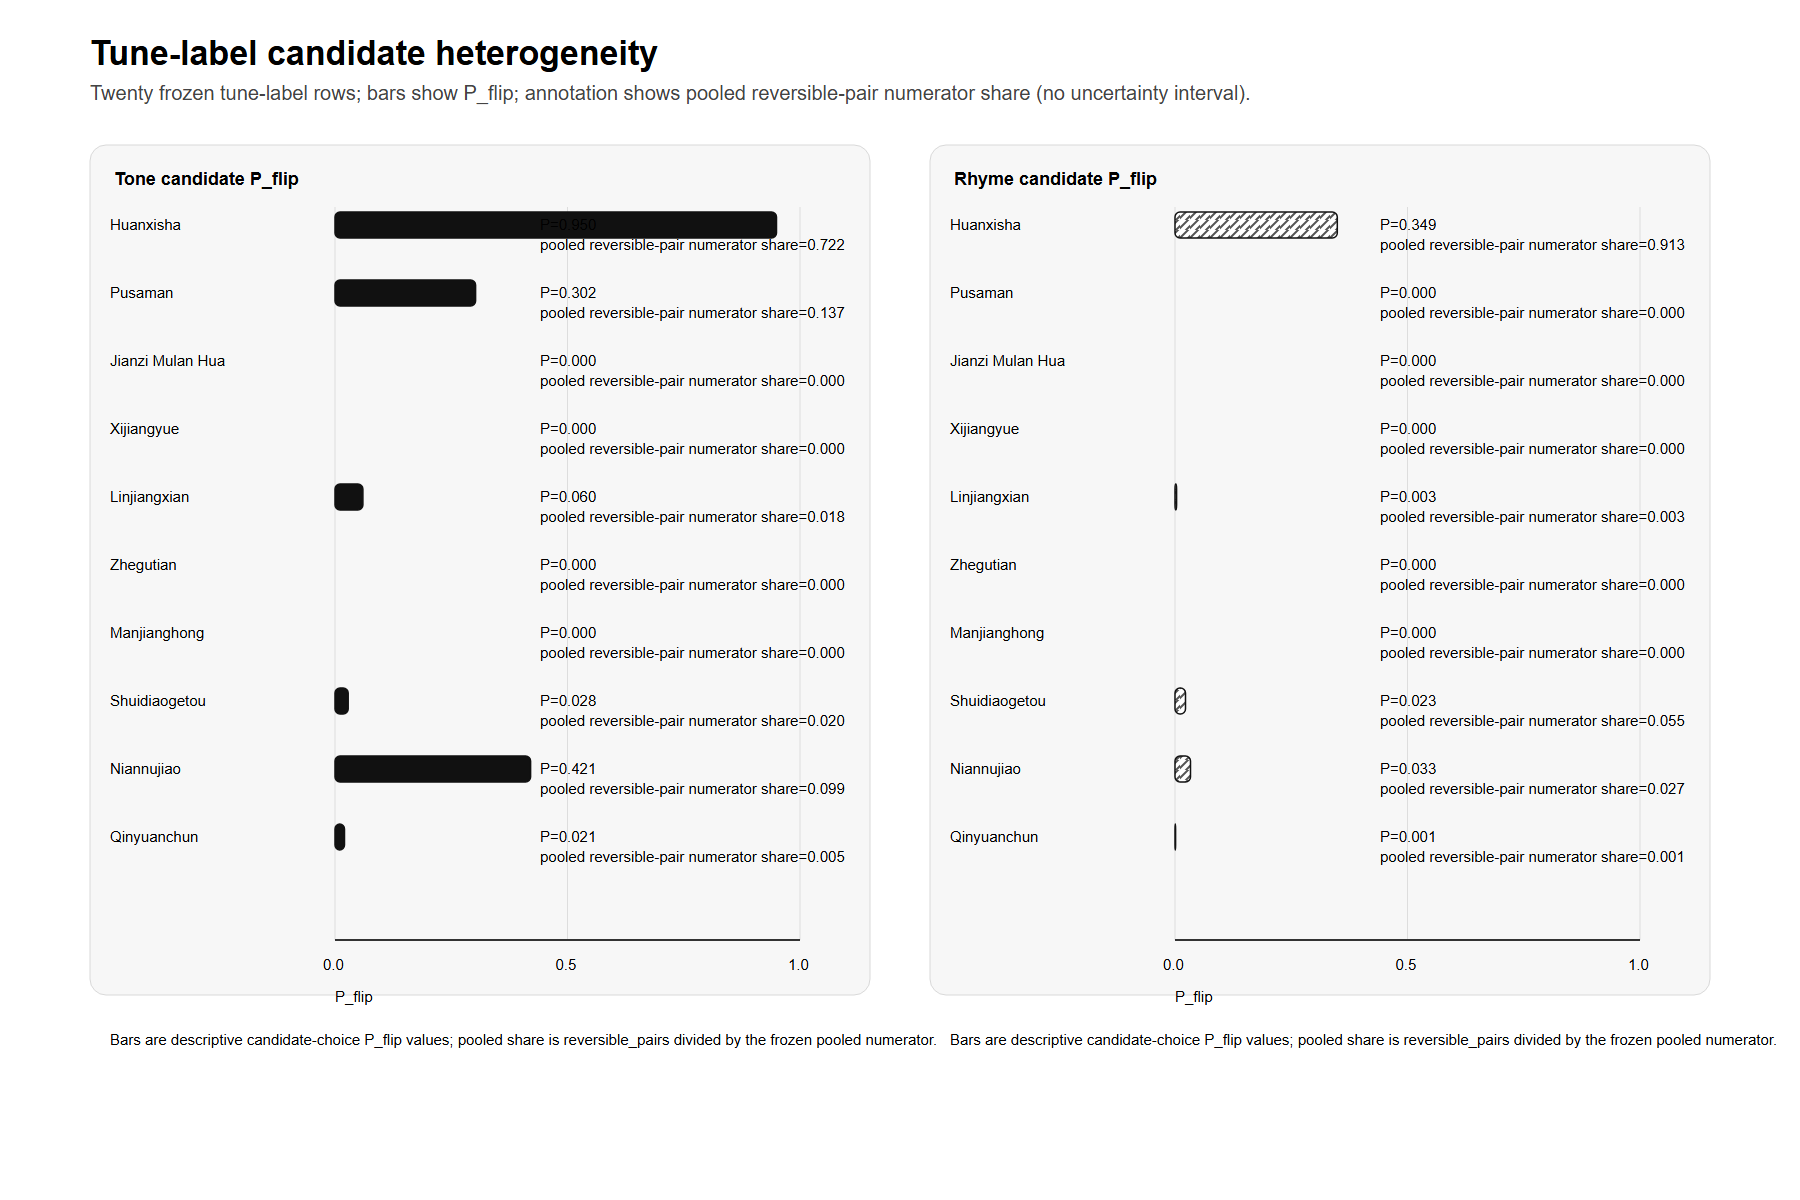 Tune-label candidate heterogeneity
Twenty frozen tune-label rows; bars show P_flip; annotation shows pooled reversible-pair numerator share (no uncertainty interval).
Tone candidate P_flip
Huanxisha
P=0.950
pooled reversible-pair numerator share=0.722
Pusaman
P=0.302
pooled reversible-pair numerator share=0.137
Jianzi Mulan Hua
P=0.000
pooled reversible-pair numerator share=0.000
Xijiangyue
P=0.000
pooled reversible-pair numerator share=0.000
Linjiangxian
P=0.060
pooled reversible-pair numerator share=0.018
Zhegutian
P=0.000
pooled reversible-pair numerator share=0.000
Manjianghong
P=0.000
pooled reversible-pair numerator share=0.000
Shuidiaogetou
P=0.028
pooled reversible-pair numerator share=0.020
Niannujiao
P=0.421
pooled reversible-pair numerator share=0.099
Qinyuanchun
P=0.021
pooled reversible-pair numerator share=0.005
0.0 0.5 1.0
P_flip
Bars are descriptive candidate-choice P_flip values; pooled share is reversible_pairs divided by the frozen pooled numerator.
Rhyme candidate P_flip
Huanxisha
P=0.349
pooled reversible-pair numerator share=0.913
Pusaman
P=0.000
pooled reversible-pair numerator share=0.000
Jianzi Mulan Hua
P=0.000
pooled reversible-pair numerator share=0.000
Xijiangyue
P=0.000
pooled reversible-pair numerator share=0.000
Linjiangxian
P=0.003
pooled reversible-pair numerator share=0.003
Zhegutian
P=0.000
pooled reversible-pair numerator share=0.000
Manjianghong
P=0.000
pooled reversible-pair numerator share=0.000
Shuidiaogetou
P=0.023
pooled reversible-pair numerator share=0.055
Niannujiao
P=0.033
pooled reversible-pair numerator share=0.027
Qinyuanchun
P=0.001
pooled reversible-pair numerator share=0.001
0.0 0.5 1.0
P_flip
Bars are descriptive candidate-choice P_flip values; pooled share is reversible_pairs divided by the frozen pooled numerator.